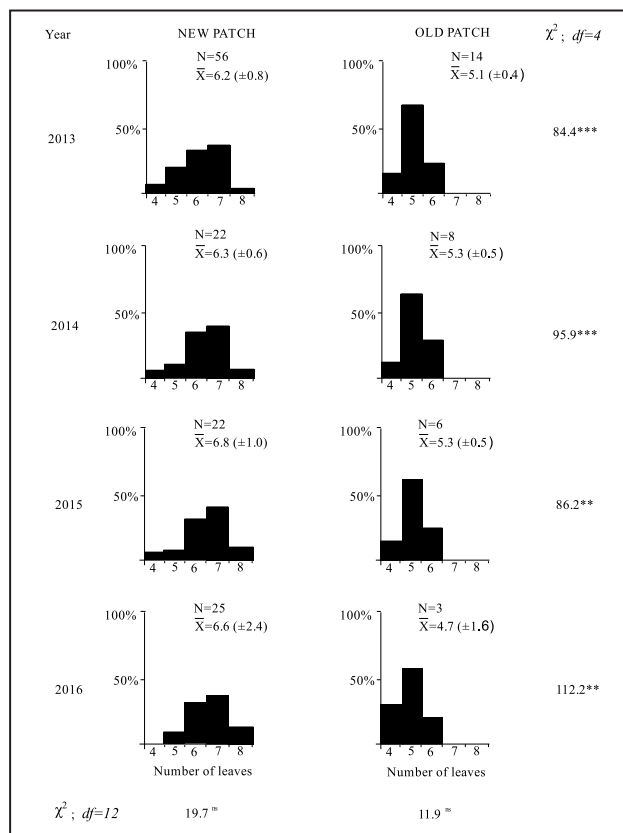 Year NEW PATCH OLD PATCH χ²; df=4
N=56 N=14
X̅=6.2 (±0.8) X̅=5.1 (±0.4)
100% 100%
2013 50% 50% 84.4***
4 5 6 7 8 4 5 6 7 8
N=22 N=8
X̅=6.3 (±0.6) X̅=5.3 (±0.5)
100% 100%
2014 50% 50% 95.9***
4 5 6 7 8 4 5 6 7 8
N=22 N=6
X̅=6.8 (±1.0) X̅=5.3 (±0.5)
100% 100%
2015 50% 50% 86.2**
4 5 6 7 8 4 5 6 7 8
N=25 N=3
X̅=6.6 (±2.4) X̅=4.7 (±1.6)
100% 100%
2016 50% 50% 112.2**
4 5 6 7 8 4 5 6 7 8
Number of leaves Number of leaves
χ²; df=12 19.7 ns 11.9 ns